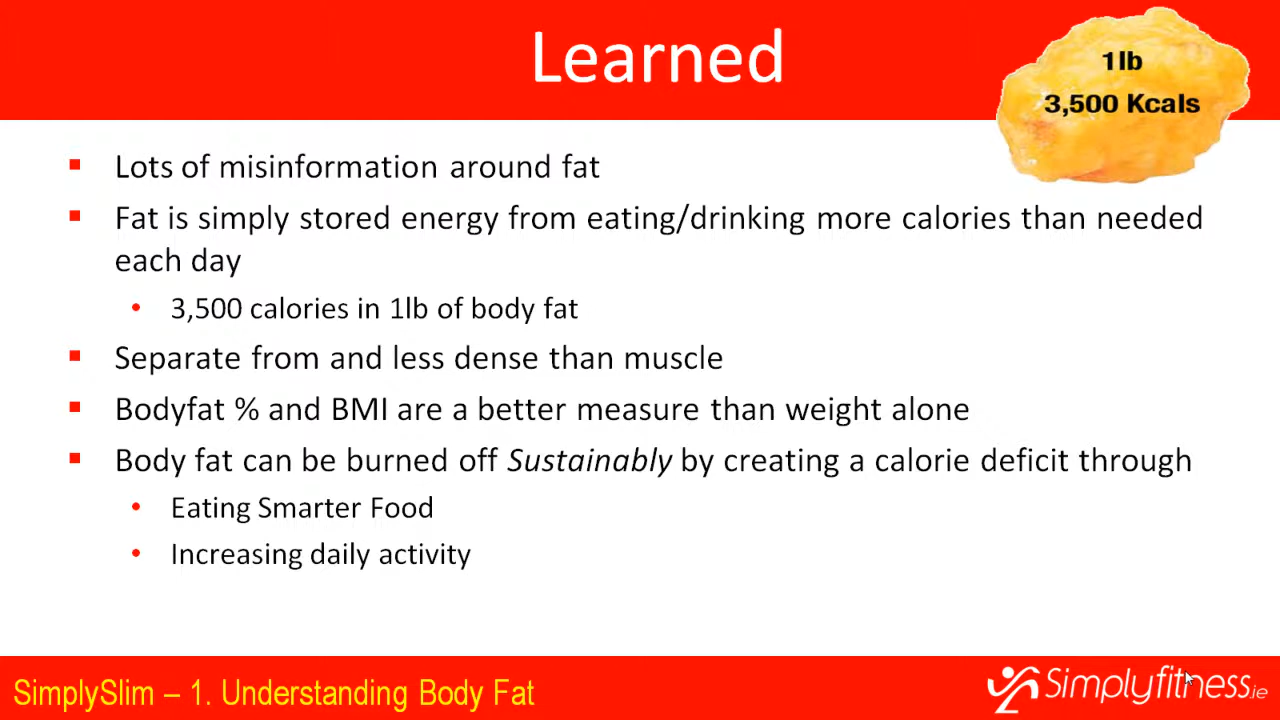 Learned
1lb
3,500 Kcals
Lots of misinformation around fat
Fat is simply stored energy from eating/drinking more calories than needed
each day
3,500 calories in 1lb of body fat
Separate from and less dense than muscle
Bodyfat % and BMI are a better measure than weight alone
Body fat can be burned off Sustainably by creating a calorie deficit through
Eating Smarter Food
Increasing daily activity
SimplySlim – 1. Understanding Body Fat
Simplyfitness.ie